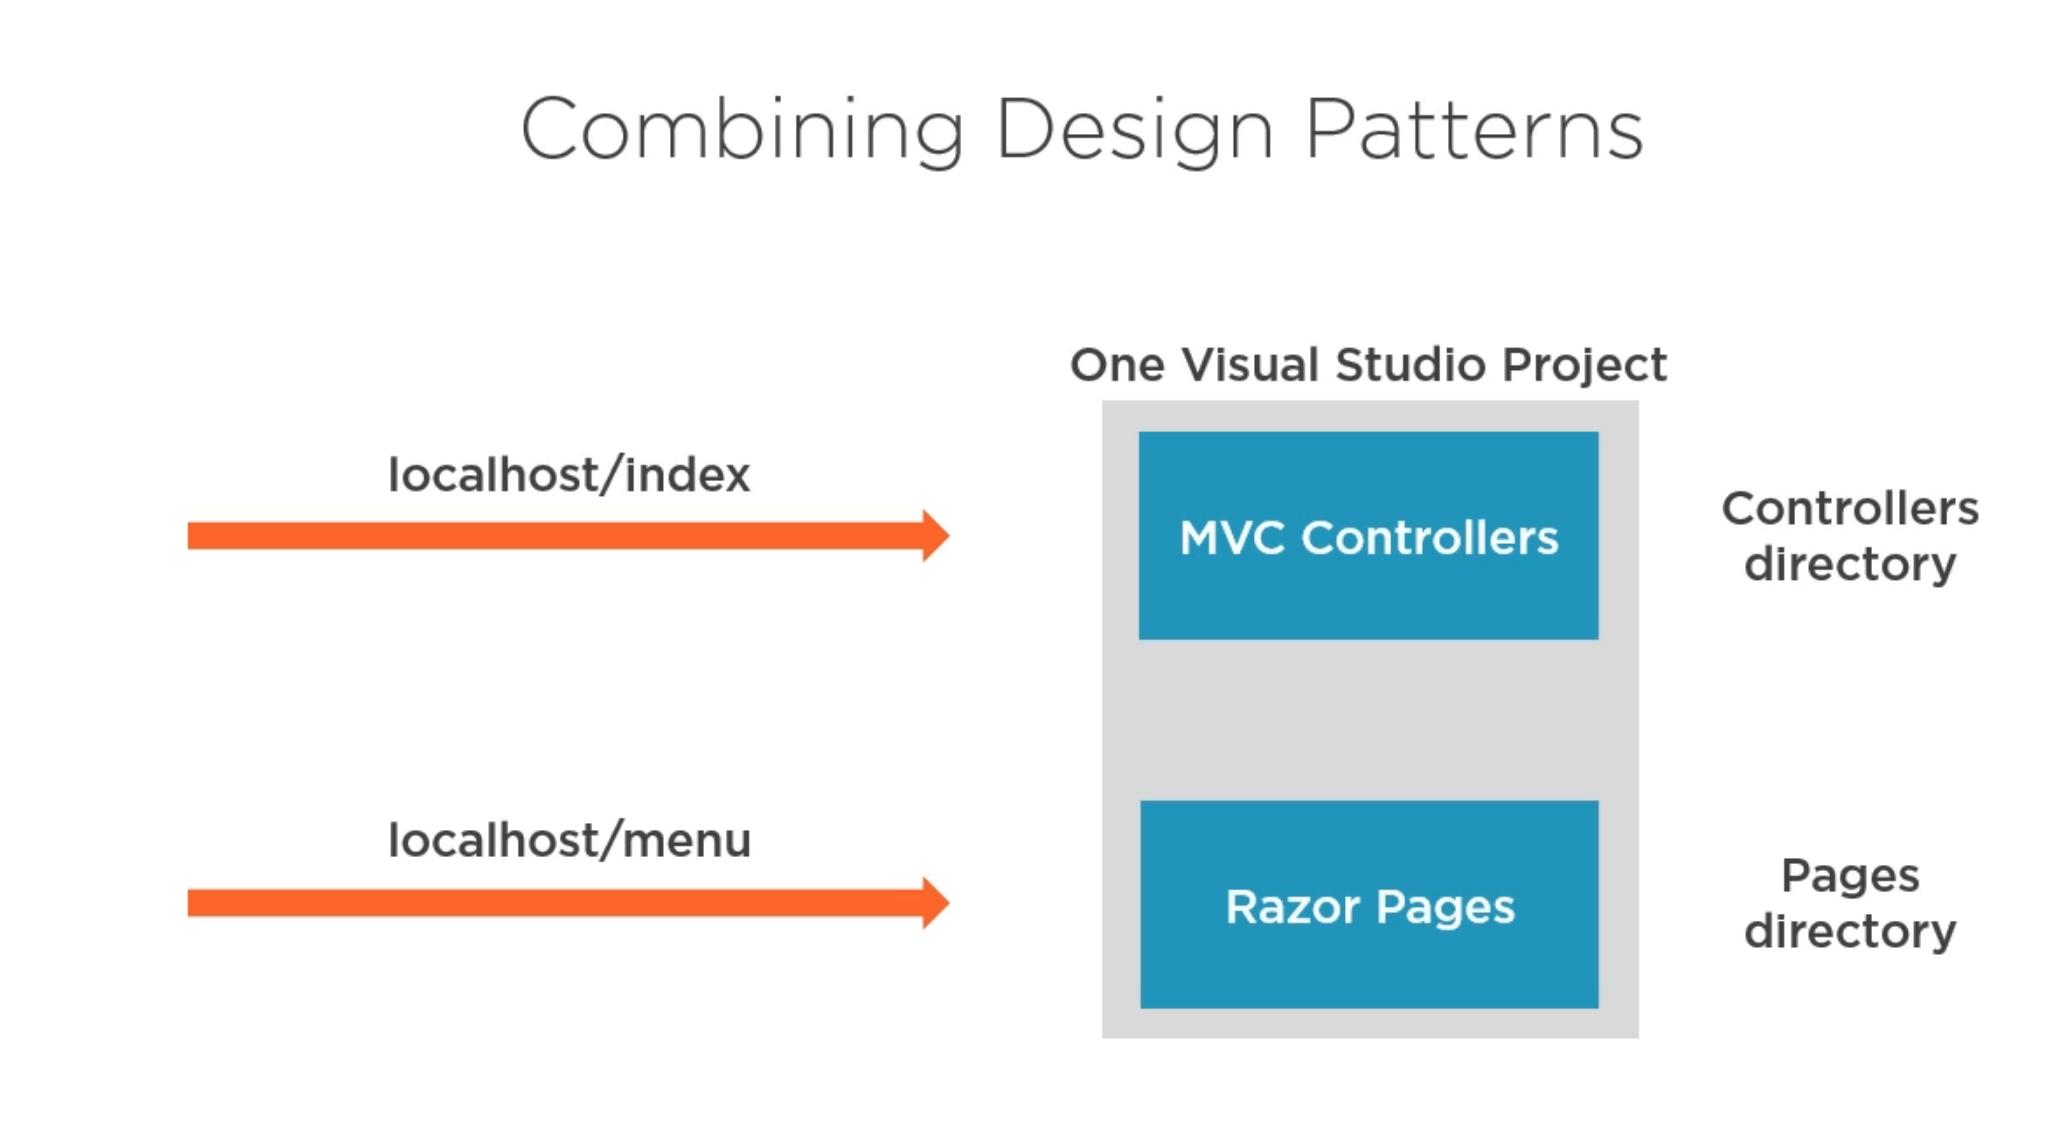 Combining Design Patterns
One Visual Studio Project
localhost/index
MVC Controllers
Controllers
directory
localhost/menu
Razor Pages
Pages
directory